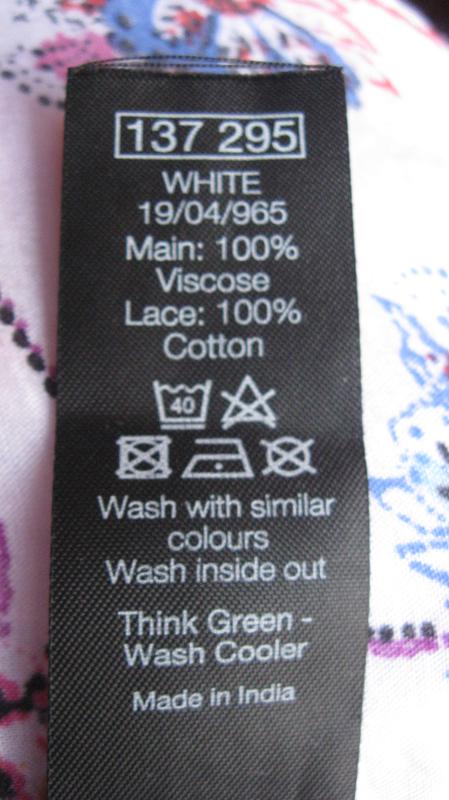 137 295
WHITE
19/04/965
Main: 100%
Viscose
Lace: 100%
Cotton
40
Wash with similar
colours
Wash inside out
Think Green -
Wash Cooler
Made in India